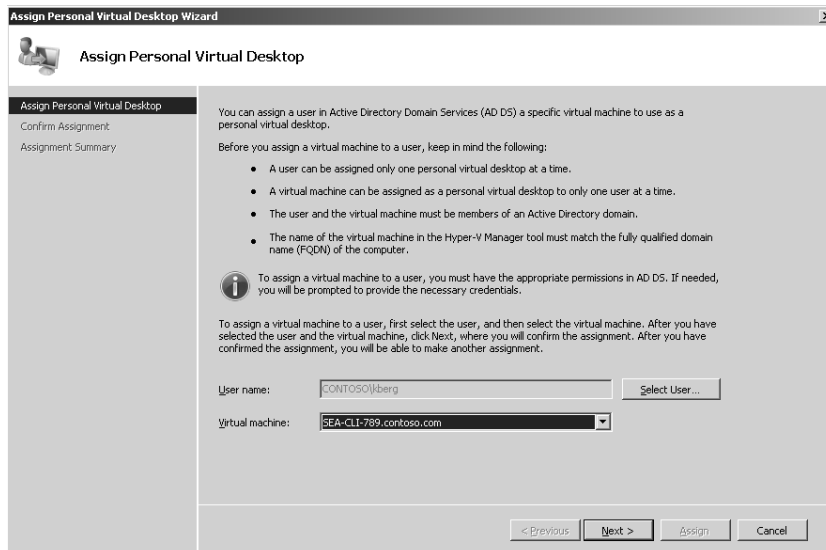 Assign Personal Virtual Desktop Wizard
Assign Personal Virtual Desktop
Assign Personal Virtual Desktop
Confirm Assignment
Assignment Summary
You can assign a user in Active Directory Domain Services (AD DS) a specific virtual machine to use as a
personal virtual desktop.
Before you assign a virtual machine to a user, keep in mind the following:
• A user can be assigned only one personal virtual desktop at a time.
• A virtual machine can be assigned as a personal virtual desktop to only one user at a time.
• The user and the virtual machine must be members of an Active Directory domain.
• The name of the virtual machine in the Hyper-V Manager tool must match the fully qualified domain
name (FQDN) of the computer.
To assign a virtual machine to a user, you must have the appropriate permissions in AD DS. If needed,
you will be prompted to provide the necessary credentials.
To assign a virtual machine to a user, first select the user, and then select the virtual machine. After you have
selected the user and the virtual machine, click Next, where you will confirm the assignment. After you have
confirmed the assignment, you will be able to make another assignment.
User name: CONTOSO\kberg Select User...
Virtual machine: SEA-CLI-789.contoso.com
< Previous Next > Assign Cancel